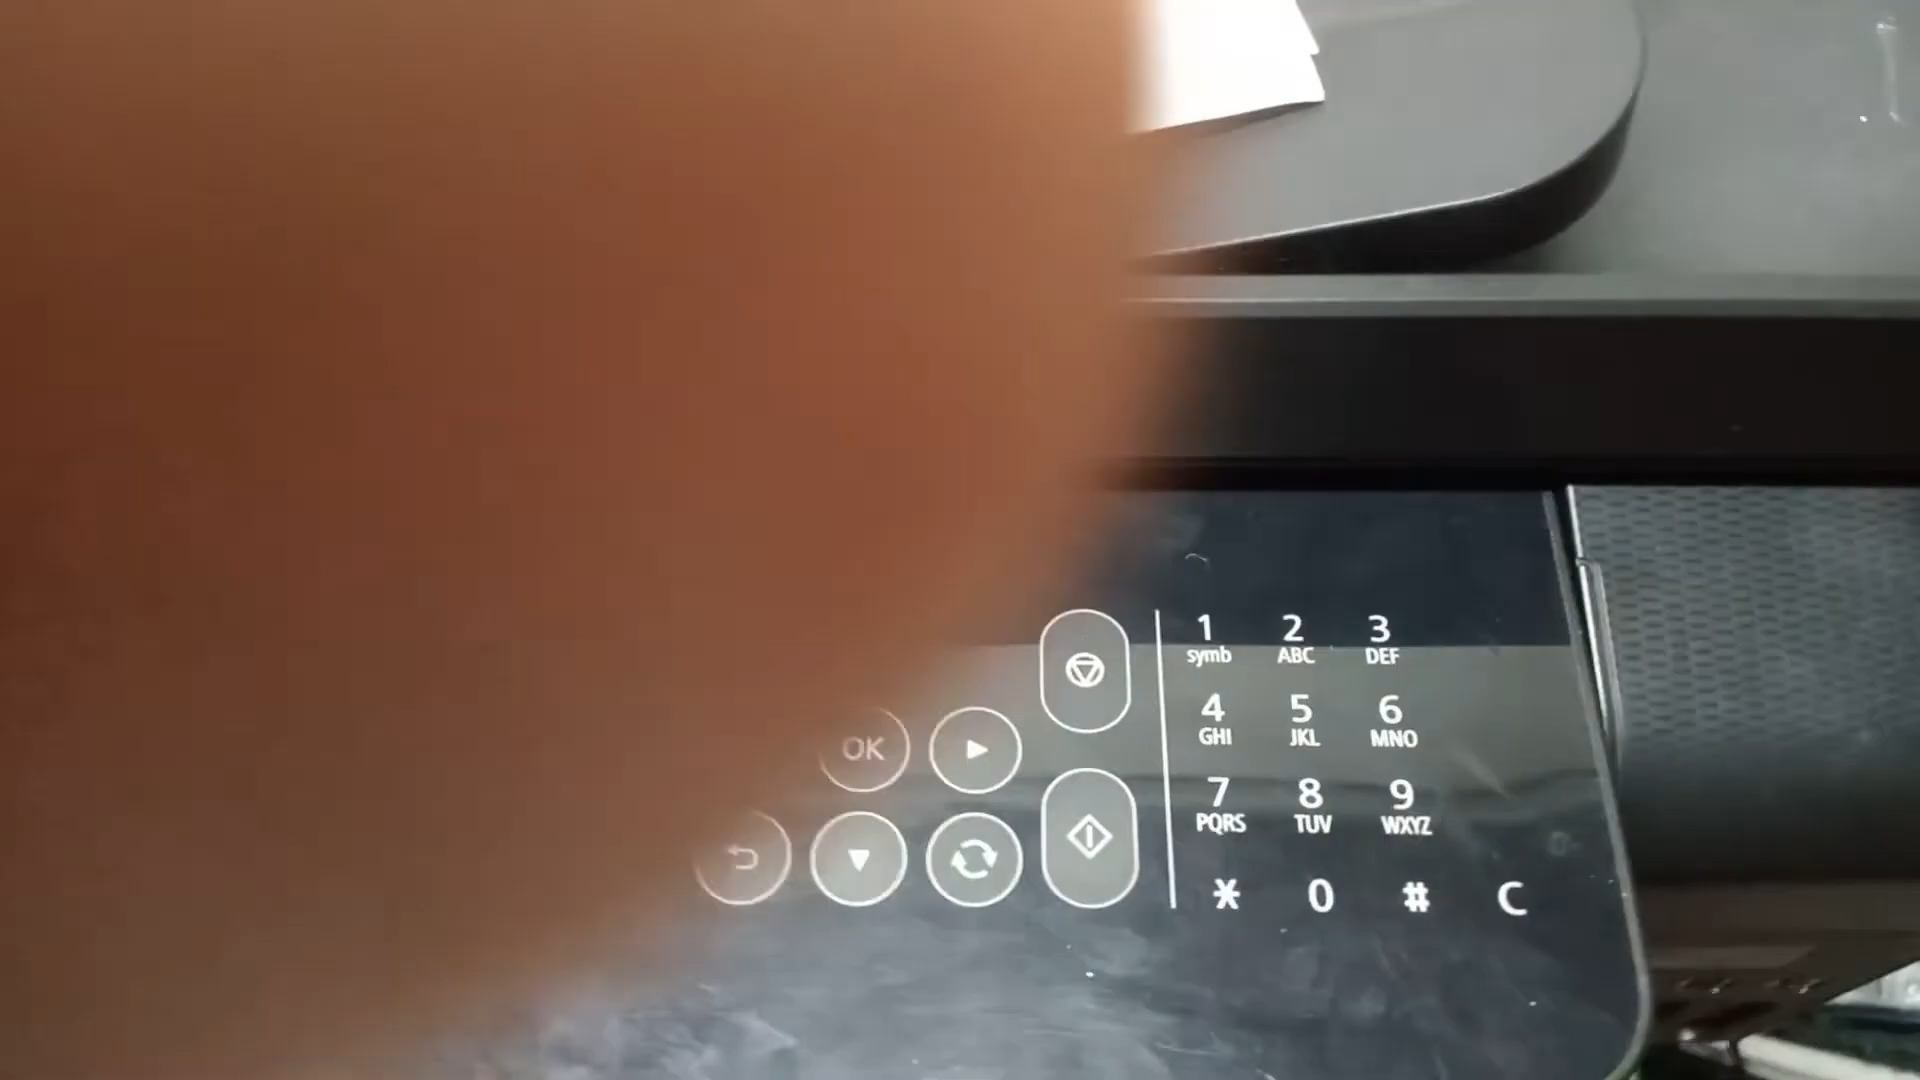 1 2 3
symb ABC DEF
4 5 6
GHI JKL MNO
OK
7 8 9
PQRS TUV WXYZ
* 0 # C